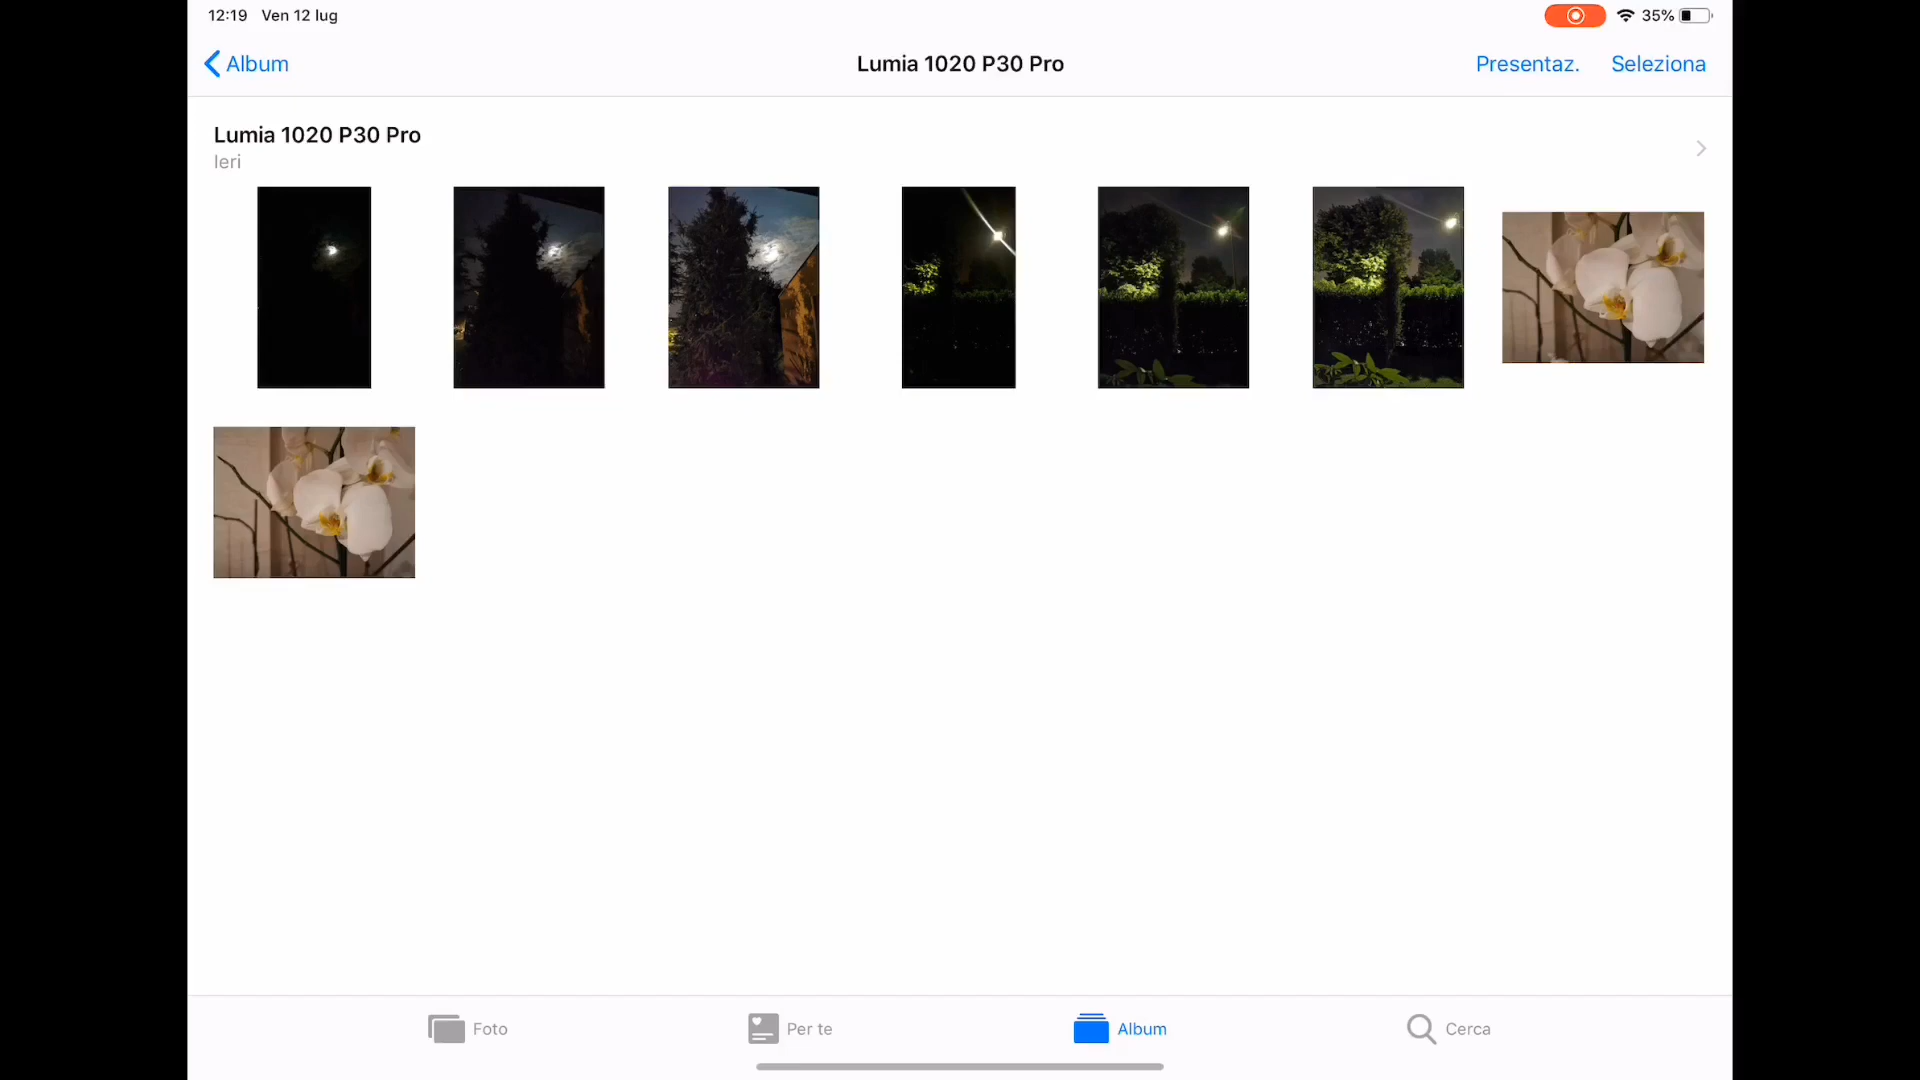 12:19 Ven 12 lug
35%
Album
Lumia 1020 P30 Pro
Presentaz.
Seleziona
Lumia 1020 P30 Pro
Ieri
Foto
Per te
Album
Cerca